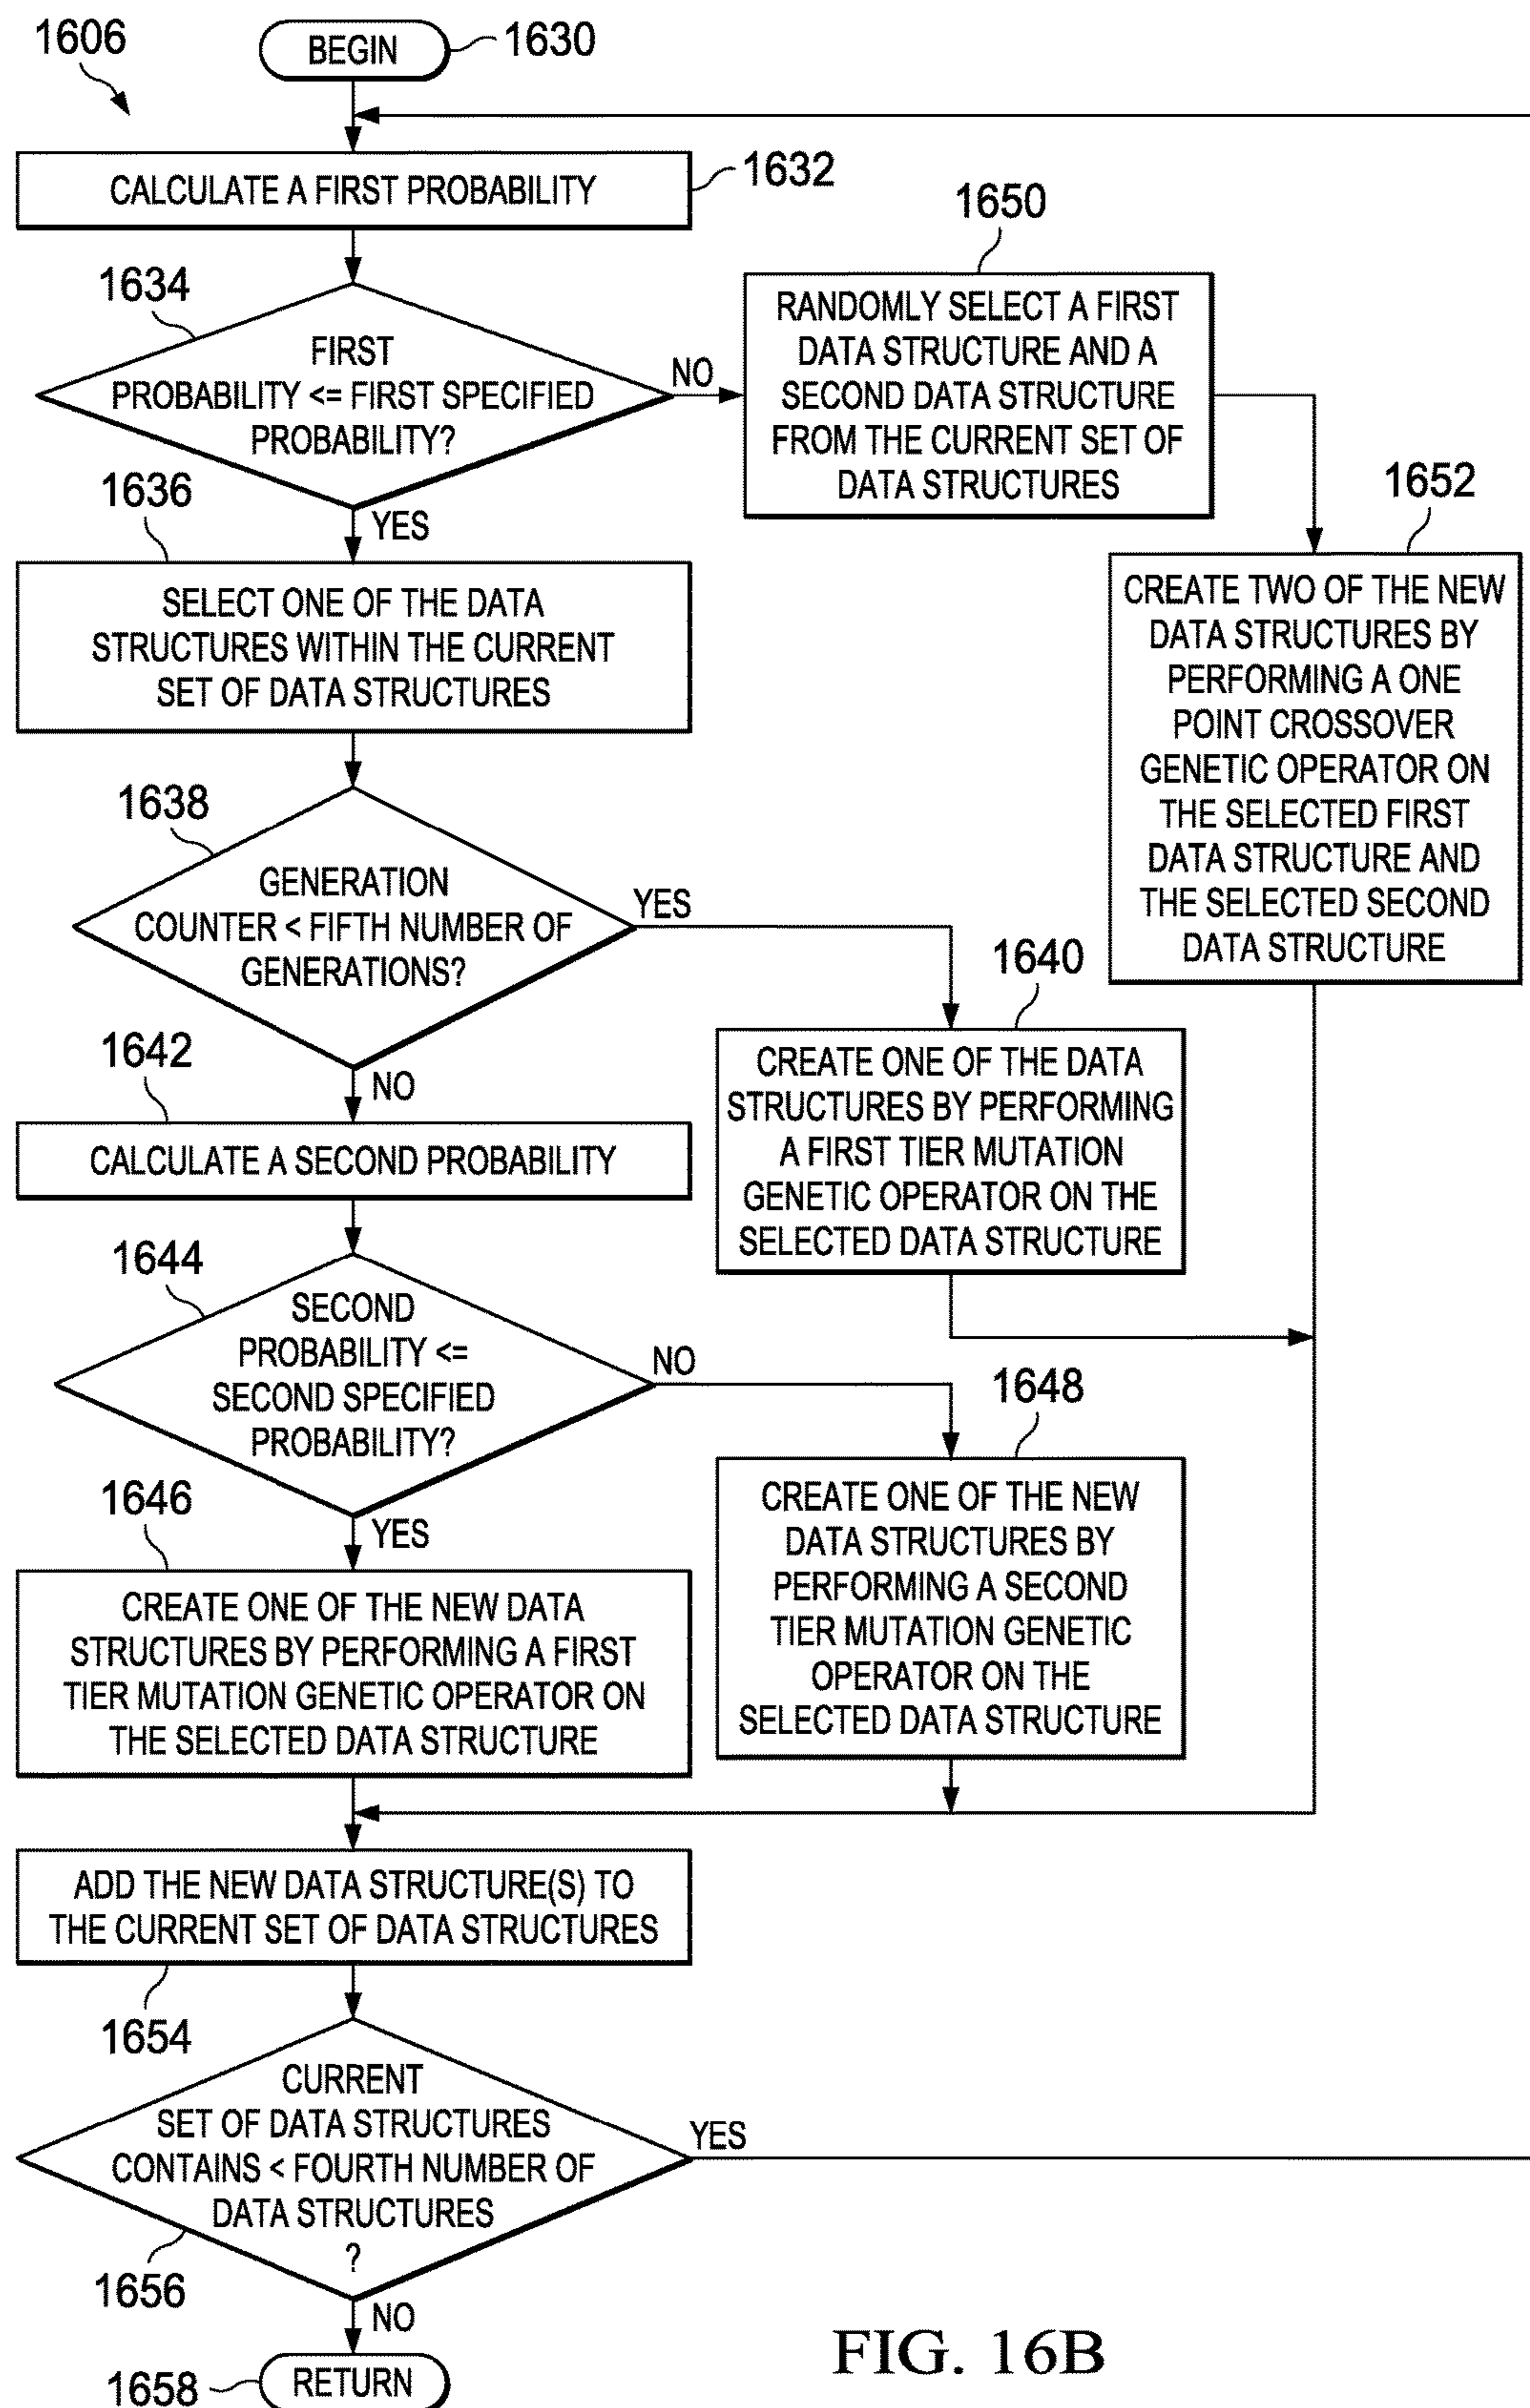 1606
BEGIN
1630
CALCULATE A FIRST PROBABILITY
1632
1634
FIRST
PROBABILITY <= FIRST SPECIFIED
PROBABILITY?
NO
YES
1650
RANDOMLY SELECT A FIRST
DATA STRUCTURE AND A
SECOND DATA STRUCTURE
FROM THE CURRENT SET OF
DATA STRUCTURES
1652
CREATE TWO OF THE NEW
DATA STRUCTURES BY
PERFORMING A ONE
POINT CROSSOVER
GENETIC OPERATOR ON
THE SELECTED FIRST
DATA STRUCTURE AND
THE SELECTED SECOND
DATA STRUCTURE
1636
SELECT ONE OF THE DATA
STRUCTURES WITHIN THE CURRENT
SET OF DATA STRUCTURES
1638
GENERATION
COUNTER < FIFTH NUMBER OF
GENERATIONS?
YES
NO
1640
CREATE ONE OF THE DATA
STRUCTURES BY PERFORMING
A FIRST TIER MUTATION
GENETIC OPERATOR ON THE
SELECTED DATA STRUCTURE
1642
CALCULATE A SECOND PROBABILITY
1644
SECOND
PROBABILITY <=
SECOND SPECIFIED
PROBABILITY?
NO
YES
1648
CREATE ONE OF THE NEW
DATA STRUCTURES BY
PERFORMING A SECOND
TIER MUTATION GENETIC
OPERATOR ON THE
SELECTED DATA STRUCTURE
1646
CREATE ONE OF THE NEW DATA
STRUCTURES BY PERFORMING A FIRST
TIER MUTATION GENETIC OPERATOR ON
THE SELECTED DATA STRUCTURE
ADD THE NEW DATA STRUCTURE(S) TO
THE CURRENT SET OF DATA STRUCTURES
1654
CURRENT
SET OF DATA STRUCTURES
CONTAINS < FOURTH NUMBER OF
DATA STRUCTURES
?
YES
1656
NO
1658
RETURN
FIG. 16B